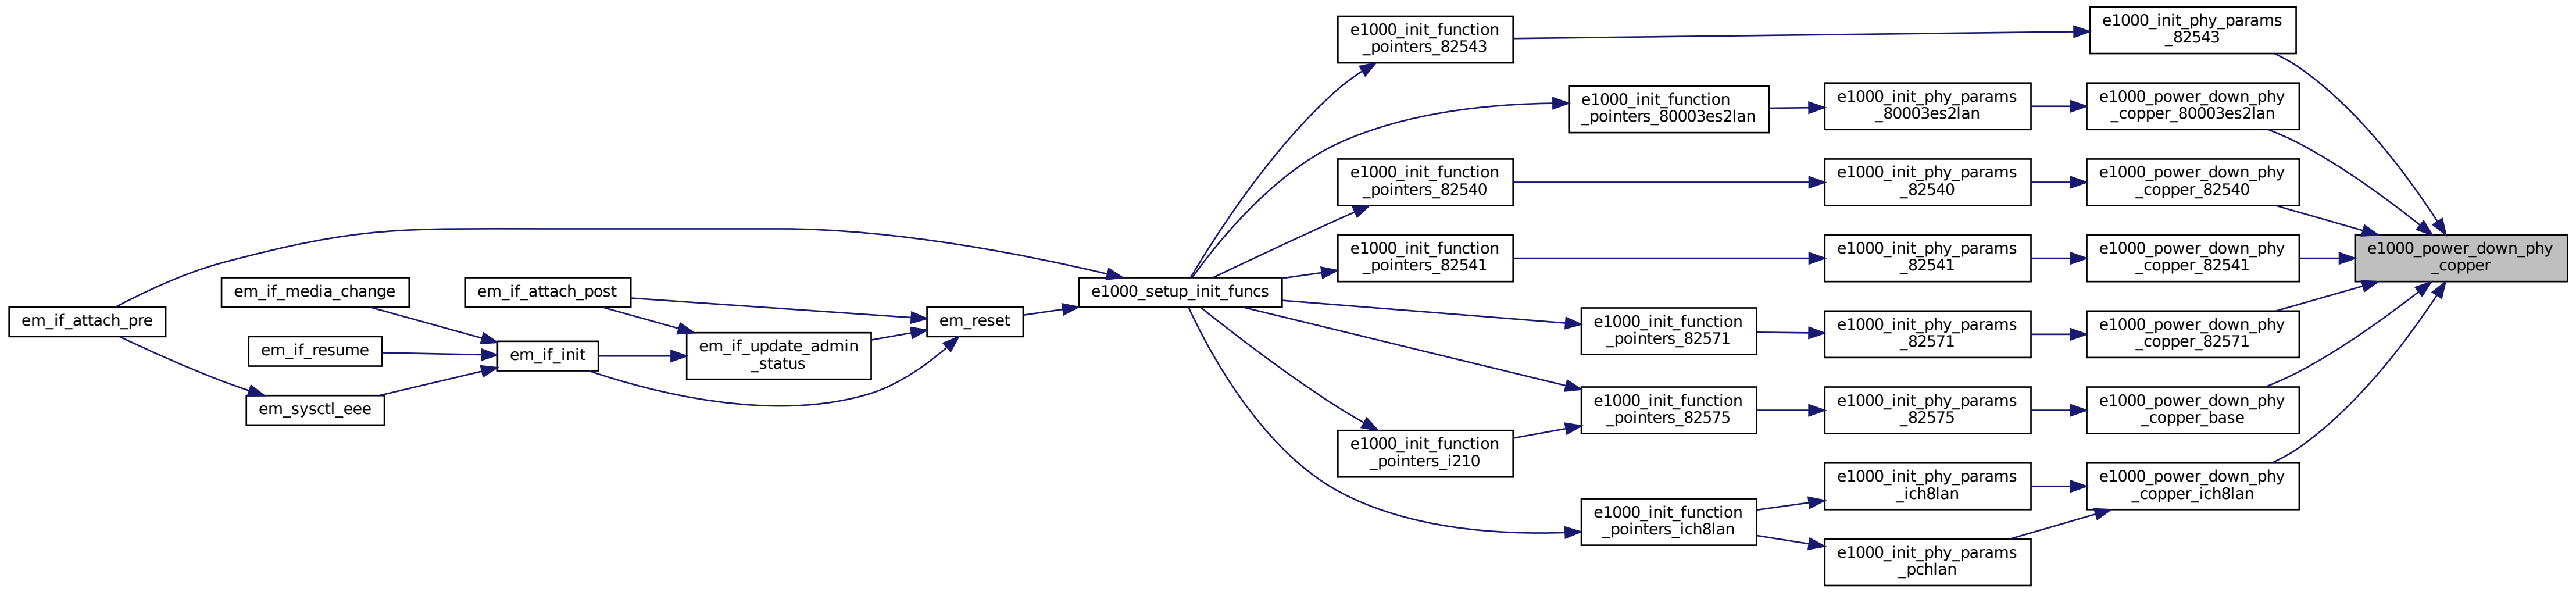 em_if_attach_pre
em_if_media_change
em_if_resume
em_sysctl_eee
em_if_attach_post
em_if_init
em_if_update_admin
_status
em_reset
e1000_setup_init_funcs
e1000_init_function
_pointers_82543
e1000_init_function
_pointers_80003es2lan
e1000_init_function
_pointers_82540
e1000_init_function
_pointers_82541
e1000_init_function
_pointers_82571
e1000_init_function
_pointers_82575
e1000_init_function
_pointers_i210
e1000_init_function
_pointers_ich8lan
e1000_init_phy_params
_82543
e1000_init_phy_params
_80003es2lan
e1000_init_phy_params
_82540
e1000_init_phy_params
_82541
e1000_init_phy_params
_82571
e1000_init_phy_params
_82575
e1000_init_phy_params
_ich8lan
e1000_init_phy_params
_pchlan
e1000_power_down_phy
_copper_80003es2lan
e1000_power_down_phy
_copper_82540
e1000_power_down_phy
_copper_82541
e1000_power_down_phy
_copper_82571
e1000_power_down_phy
_copper_base
e1000_power_down_phy
_copper_ich8lan
e1000_power_down_phy
_copper